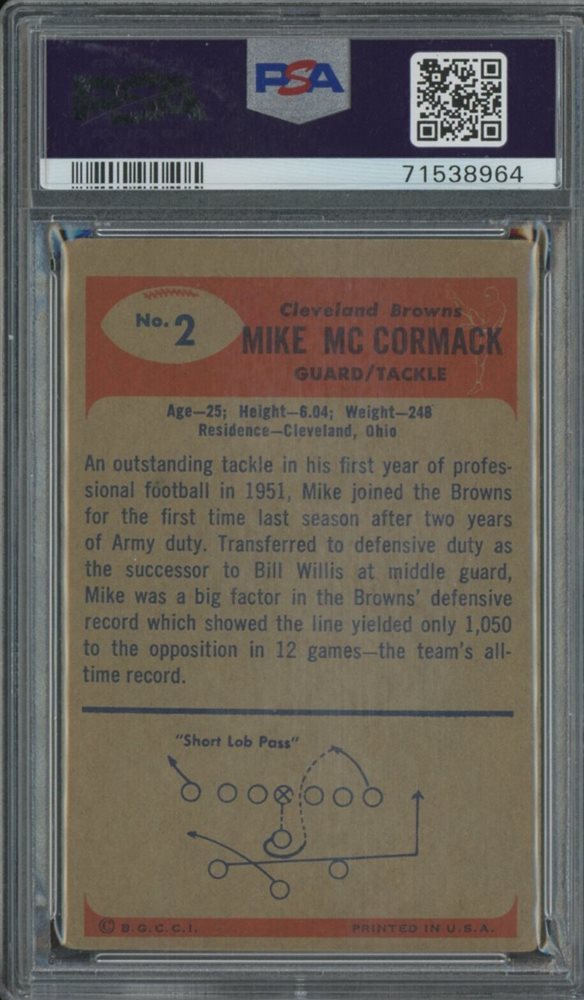 PSA
71538964
No. 2
Cleveland Browns
MIKE MC CORMACK
GUARD/TACKLE
Age—25; Height—6.04; Weight—248
Residence—Cleveland, Ohio
An outstanding tackle in his first year of profes-
sional football in 1951, Mike joined the Browns
for the first time last season after two years
of Army duty. Transferred to defensive duty as
the successor to Bill Willis at middle guard,
Mike was a big factor in the Browns' defensive
record which showed the line yielded only 1,050
to the opposition in 12 games—the team's all-
time record.
"Short Lob Pass"
© B.G.C.C.I.
PRINTED IN U.S.A.